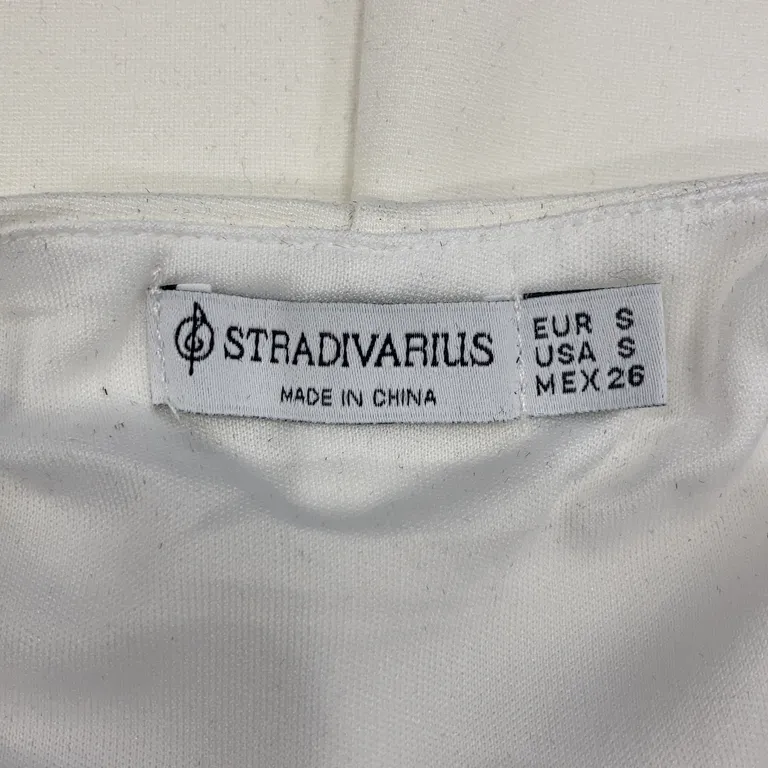 STRADIVARIUS
MADE IN CHINA
EUR S
USA S
MEX 26